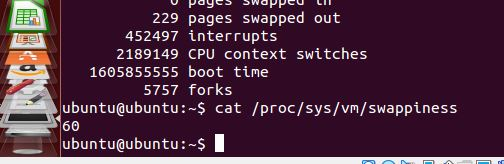 0 pages swapped in
229 pages swapped out
452497 interrupts
2189149 CPU context switches
1605855555 boot time
5757 forks
ubuntu@ubuntu:~$ cat /proc/sys/vm/swappiness
60
ubuntu@ubuntu:~$